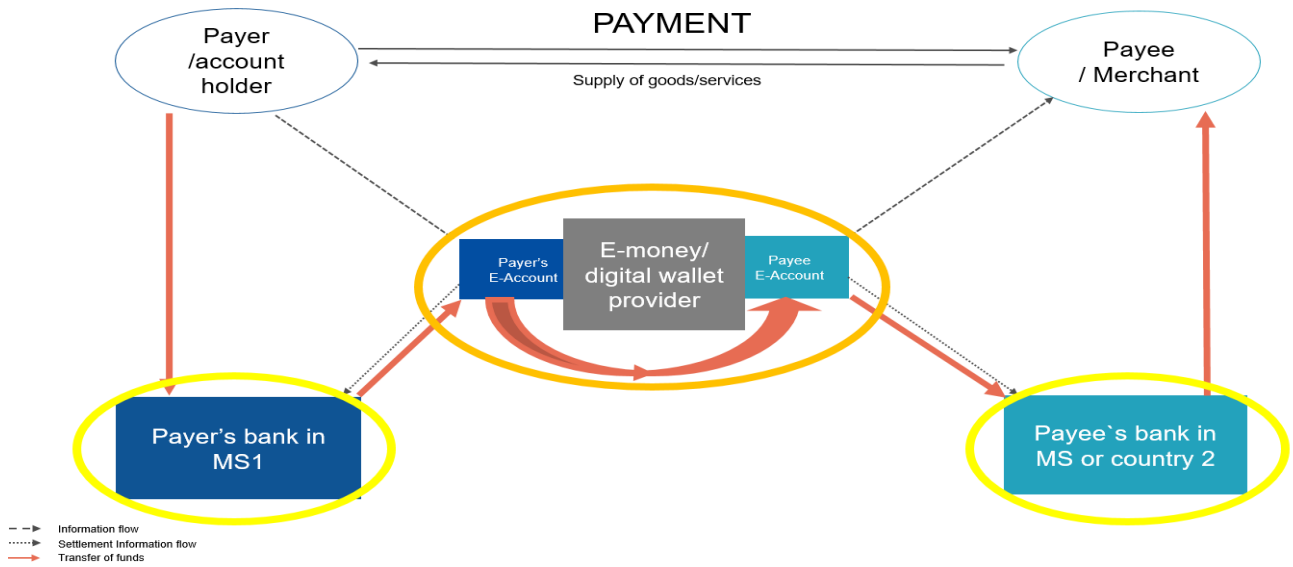 PAYMENT
Payer
/account
holder
Payee
/ Merchant
Supply of goods/services
Payer's
E-Account
E-money/
digital wallet
provider
Payee
E-Account
Payer’s bank in
MS1
Payee`s bank in
MS or country 2
Information flow
Settlement Information flow
Transfer of funds